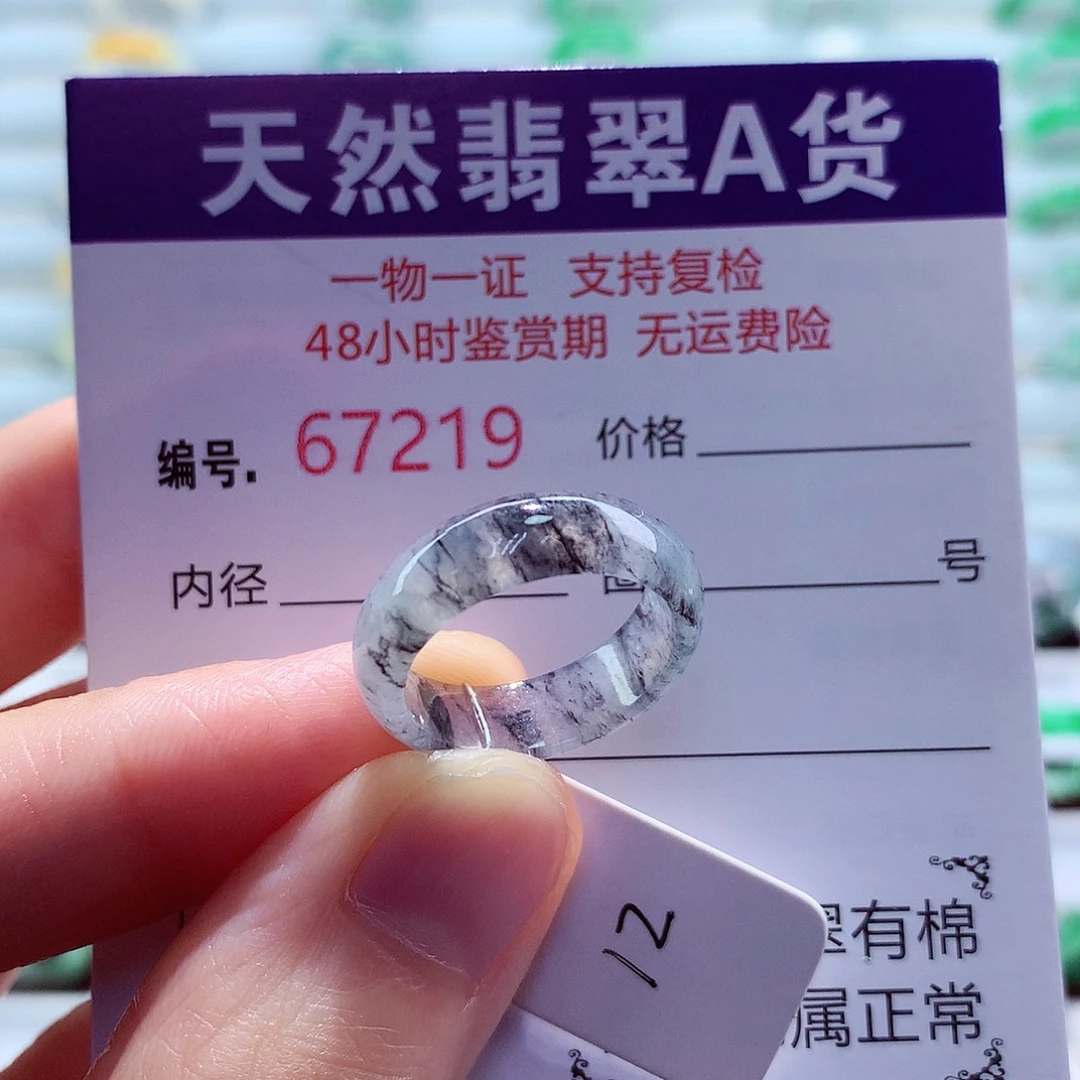 天然翡翠A货
一物一证 支持复检
48小时鉴赏期 无运费险
编号. 67219 价格
内径 号
12
有棉
属正常